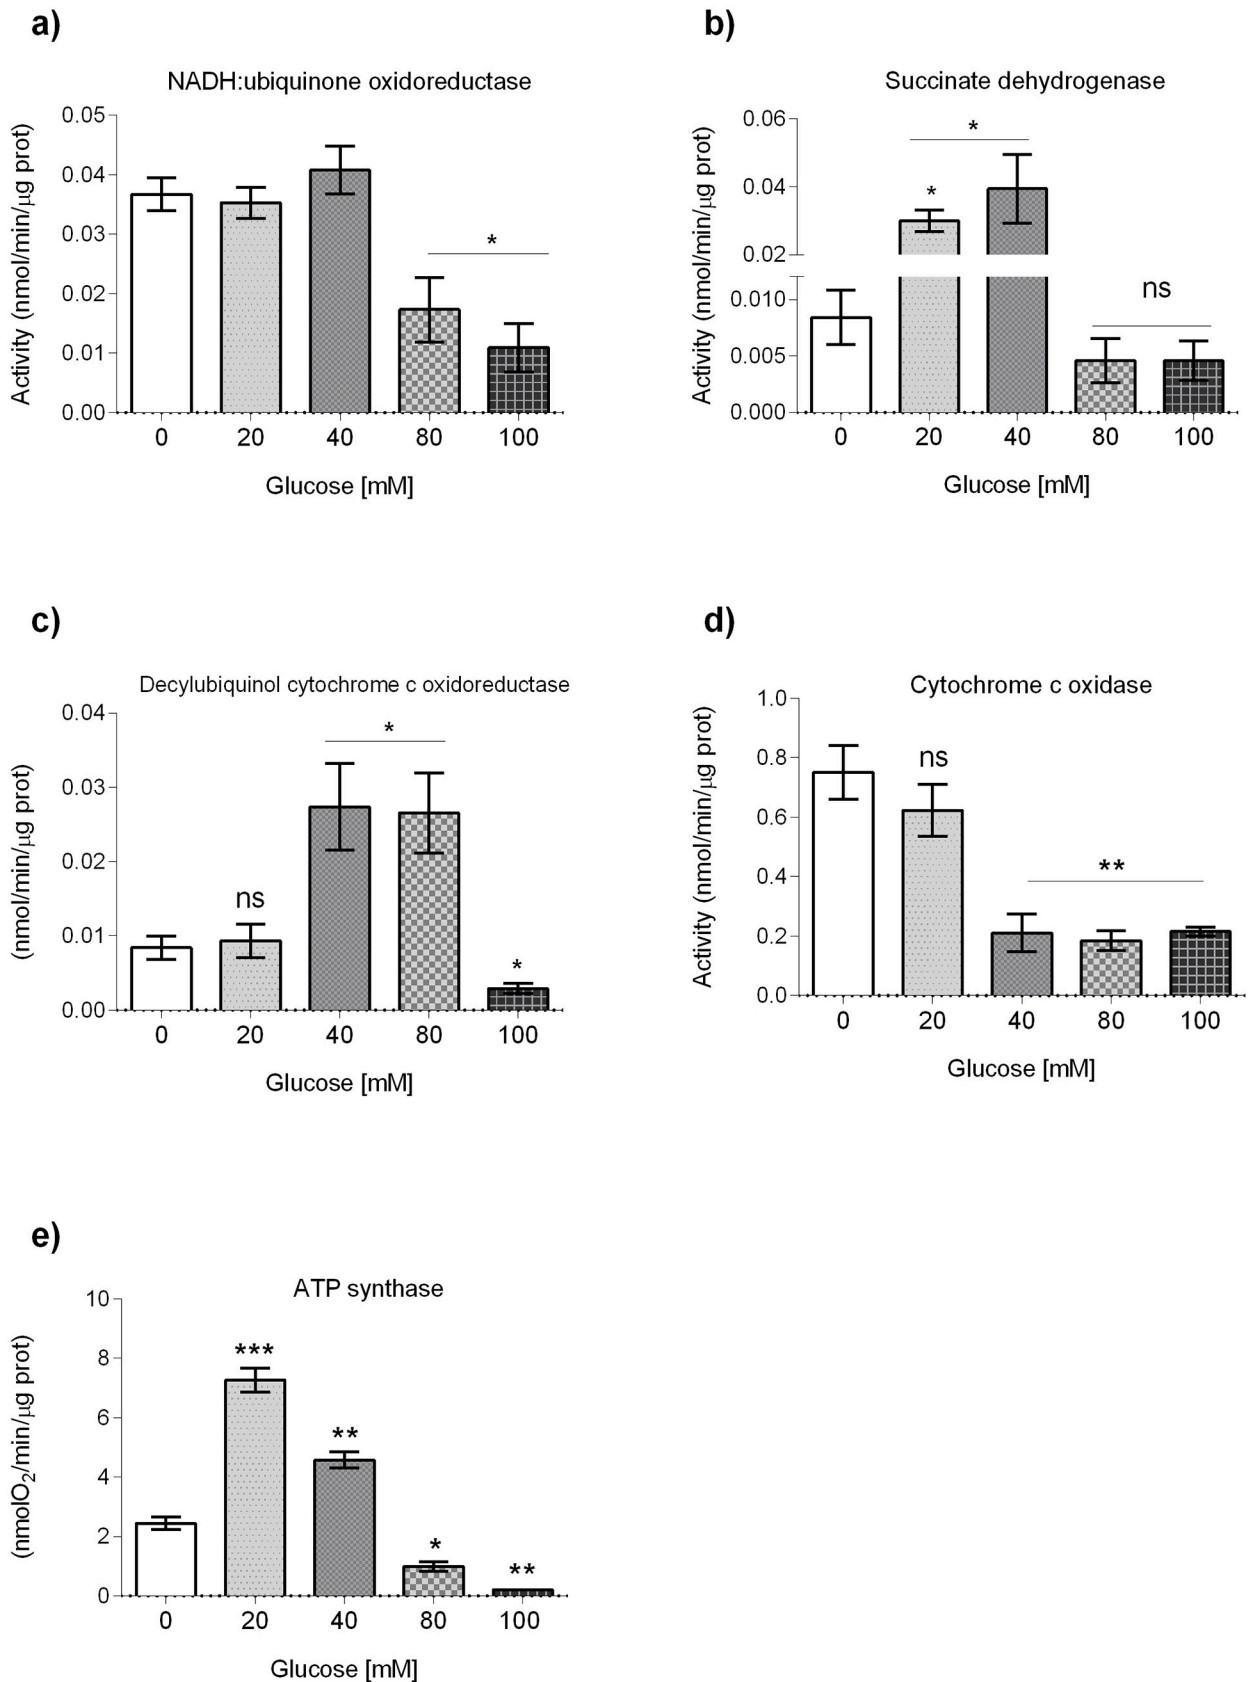 a)
NADH:ubiquinone oxidoreductase
Activity (nmol/min/μg prot)
0.05
0.04
0.03
0.02
0.01
0.00
*
0 20 40 80 100
Glucose [mM]
b)
Succinate dehydrogenase
Activity (nmol/min/μg prot)
0.06
0.04
0.02
0.010
0.005
0.000
*
*
ns
0 20 40 80 100
Glucose [mM]
c)
Decylubiquinol cytochrome c oxidoreductase
(nmol/min/μg prot)
0.04
0.03
0.02
0.01
0.00
*
ns
*
0 20 40 80 100
Glucose [mM]
d)
Cytochrome c oxidase
Activity (nmol/min/μg prot)
1.0
0.8
0.6
0.4
0.2
0.0
ns
**
0 20 40 80 100
Glucose [mM]
e)
ATP synthase
(nmolO₂/min/μg prot)
10
8
6
4
2
0
***
**
*
**
0 20 40 80 100
Glucose [mM]